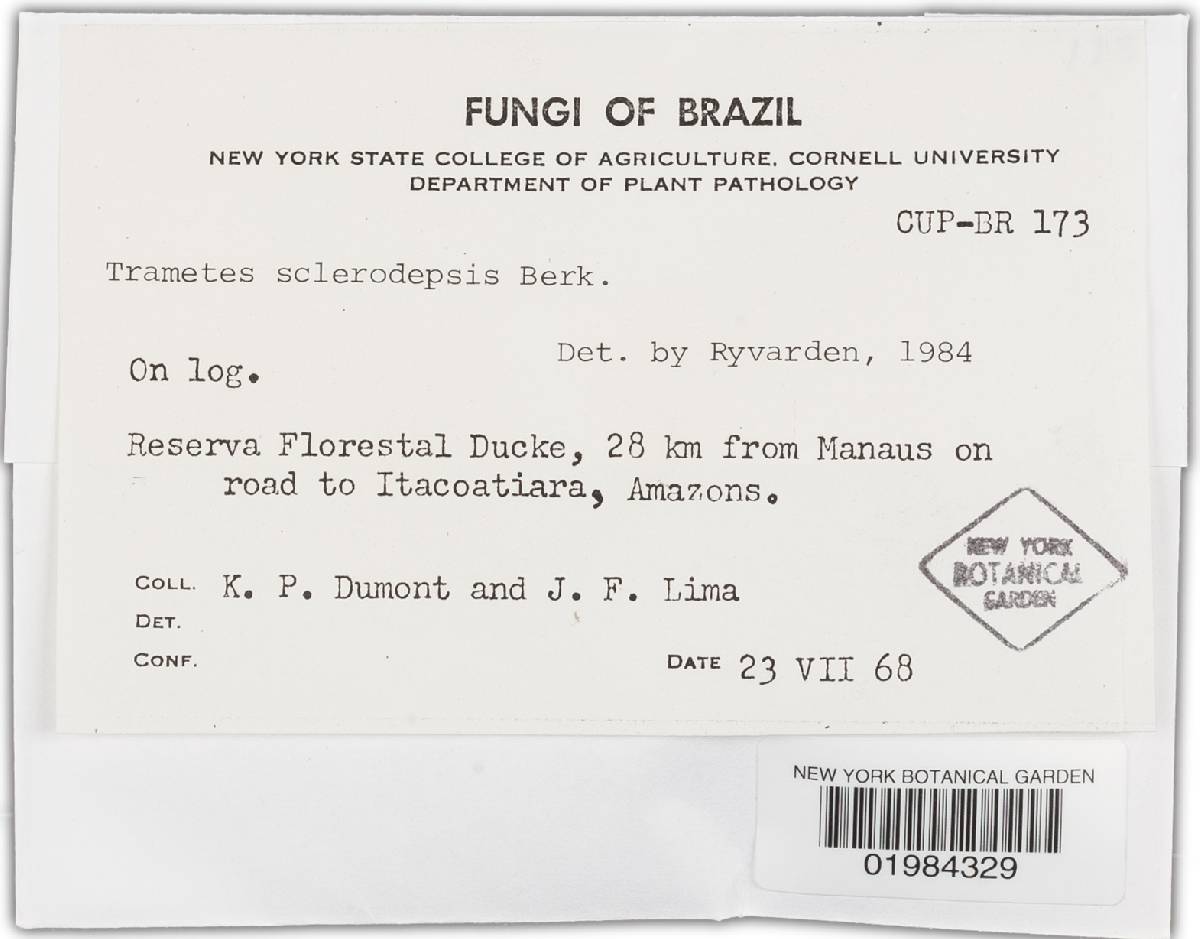 FUNGI OF BRAZIL
NEW YORK STATE COLLEGE OF AGRICULTURE, CORNELL UNIVERSITY
DEPARTMENT OF PLANT PATHOLOGY
CUP-BR 173
Trametes sclerodepsis Berk.
Det. by Ryvarden, 1984
On log.
Reserva Florestal Ducke, 28 km from Manaus on
road to Itacoatiara, Amazons.
NEW YORK
BOTANICAL
GARDEN
COLL. K. P. Dumont and J. F. Lima
DET.
CONF.
DATE 23 VII 68
NEW YORK BOTANICAL GARDEN
01984329